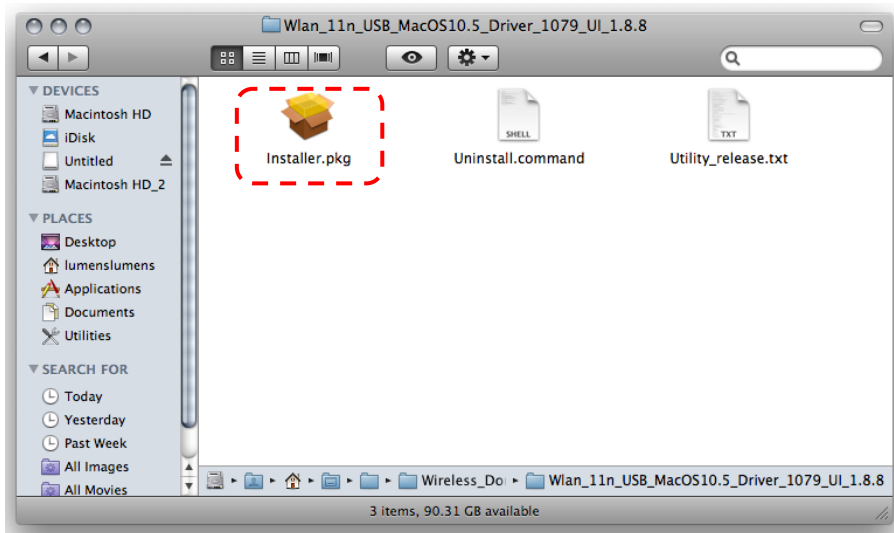 Wlan_11n_USB_MacOS10.5_Driver_1079_UI_1.8.8
DEVICES
Macintosh HD
iDisk
Untitled
Macintosh HD_2
PLACES
Desktop
lumenslumens
Applications
Documents
Utilities
SEARCH FOR
Today
Yesterday
Past Week
All Images
All Movies
SHELL
TXT
Installer.pkg
Uninstall.command
Utility_release.txt
Wireless_Do
Wlan_11n_USB_MacOS10.5_Driver_1079_UI_1.8.8
3 items, 90.31 GB available